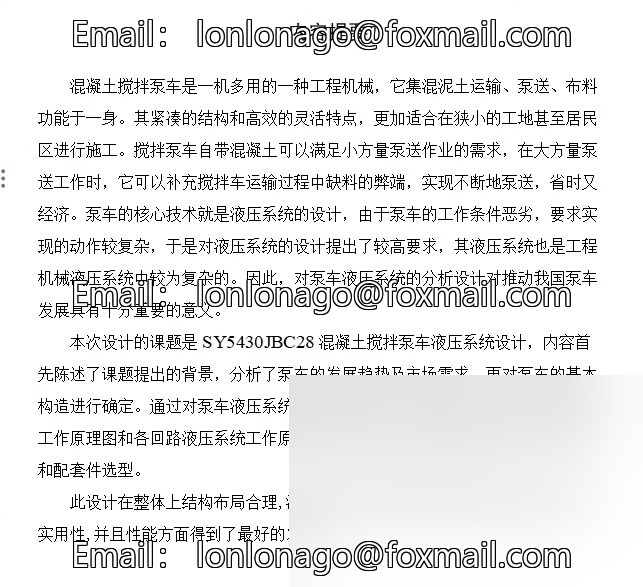 Email： lonlonago@foxmail.com
内容提要
混凝土搅拌泵车是一机多用的一种工程机械，它集混泥土运输、泵送、布料
功能于一身。其紧凑的结构和高效的灵活特点，更加适合在狭小的工地甚至居民
区进行施工。搅拌泵车自带混凝土可以满足小方量泵送作业的需求，在大方量泵
送工作时，它可以补充搅拌车运输过程中缺料的弊端，实现不断地泵送，省时又
经济。泵车的核心技术就是液压系统的设计，由于泵车的工作条件恶劣，要求实
现的动作较复杂，于是对液压系统的设计提出了较高要求，其液压系统也是工程
机械液压系统中较为复杂的。因此，对泵车液压系统的分析设计对推动我国泵车
Email： lonlonago@foxmail.com
发展具有十分重要的意义。
本次设计的课题是 SY5430JBC28 混凝土搅拌泵车液压系统设计，内容首
先陈述了课题提出的背景，分析了泵车的发展趋势及市场需求，再对泵车的基本
构造进行确定。通过对泵车液压系统
工作原理图和各回路液压系统工作原
和配套件选型。
此设计在整体上结构布局合理,
实用性,并且性能方面得到了最好的
Email： lonlonago@foxmail.com